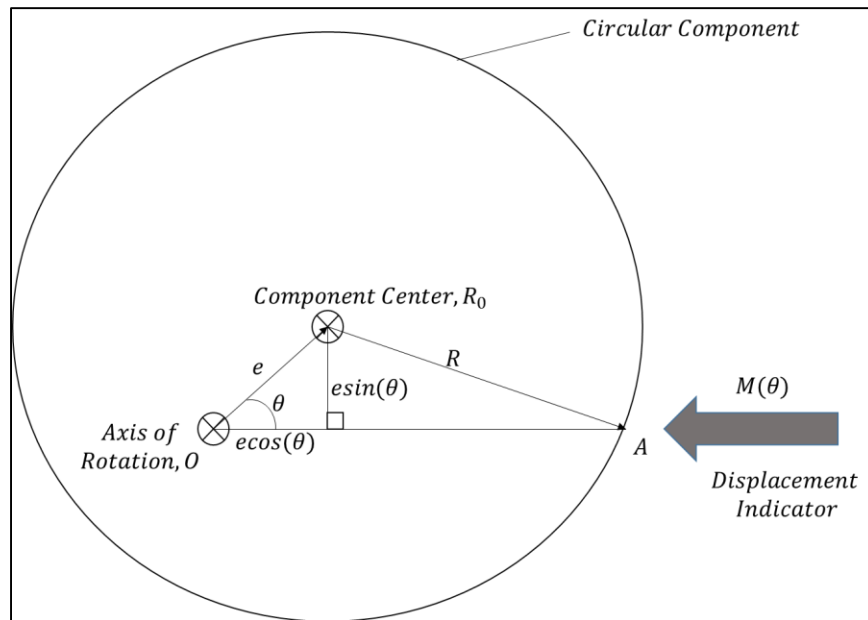 Circular Component
Component Center, R₀
e
R
esin(θ)
θ
M(θ)
Axis of
Rotation, O
ecos(θ)
A
Displacement
Indicator